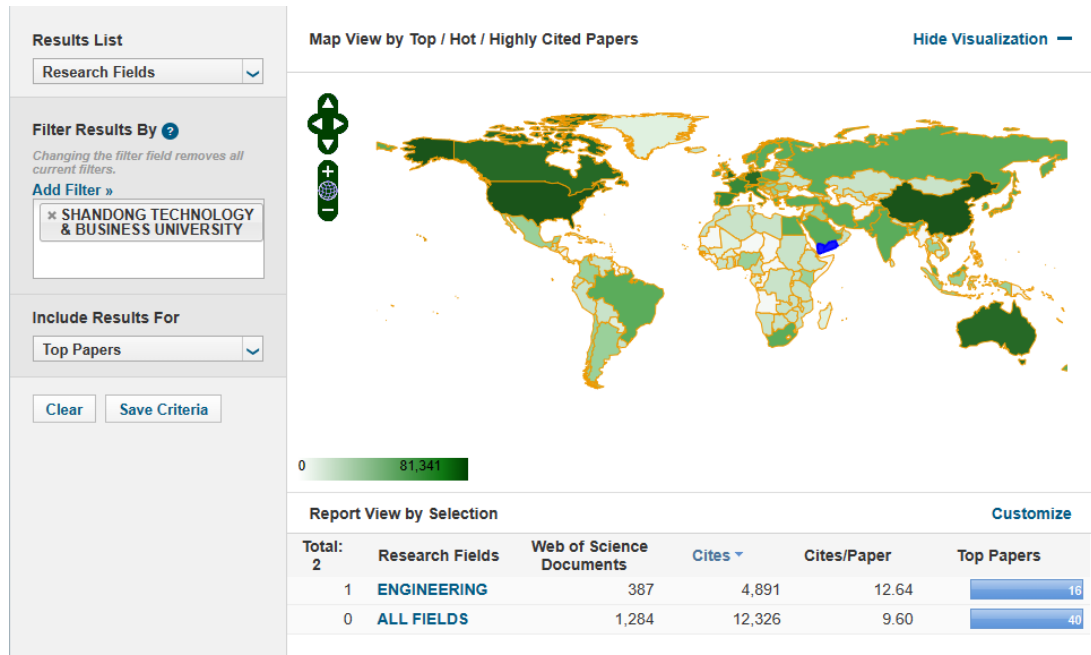 Results List
Research Fields
Filter Results By ?
Changing the filter field removes all
current filters.
Add Filter »
× SHANDONG TECHNOLOGY
& BUSINESS UNIVERSITY
Include Results For
Top Papers
Clear Save Criteria
Map View by Top / Hot / Highly Cited Papers Hide Visualization —
+
−
0 81,341
Report View by Selection Customize
Total:
2 Research Fields Web of Science
Documents Cites Cites/Paper Top Papers
1 ENGINEERING 387 4,891 12.64 16
0 ALL FIELDS 1,284 12,326 9.60 40